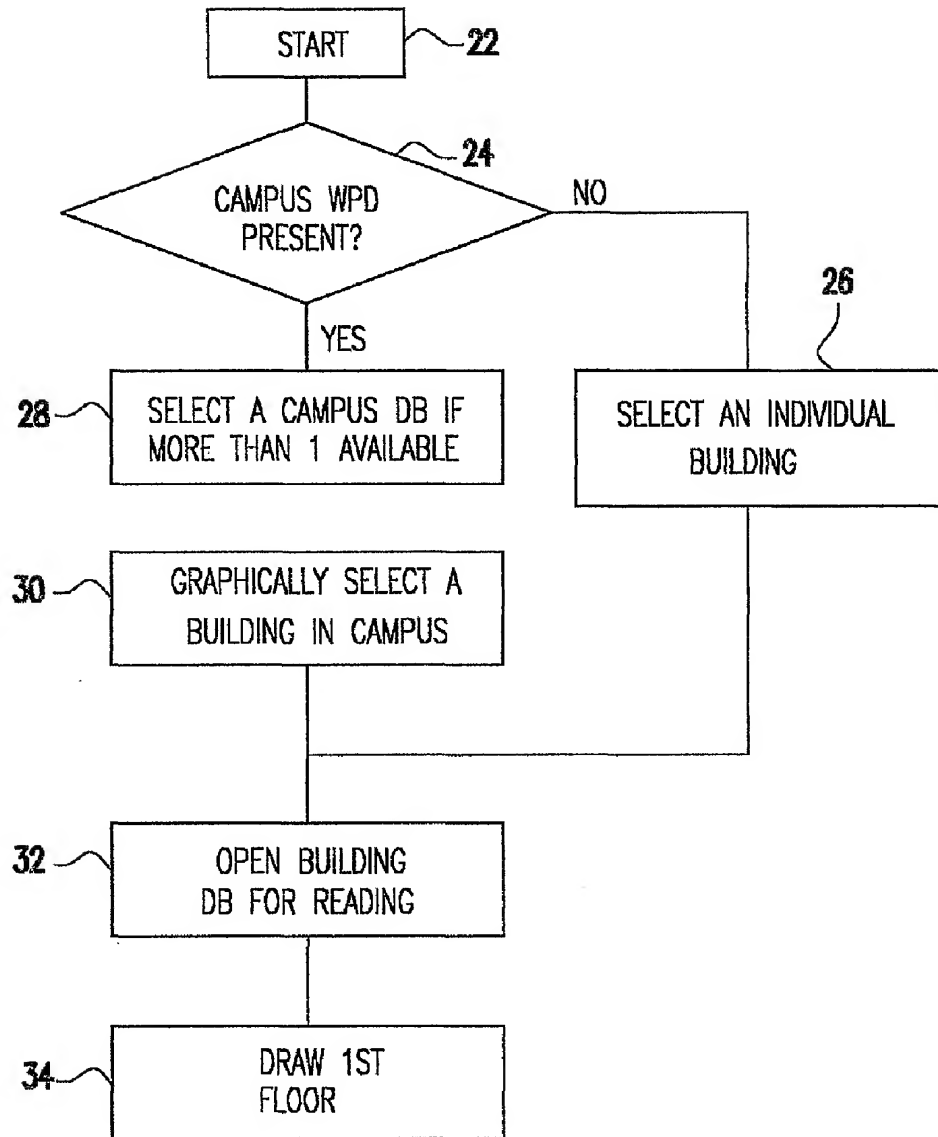 START
22
24
CAMPUS WPD
PRESENT?
NO
26
YES
28
SELECT A CAMPUS DB IF
MORE THAN 1 AVAILABLE
SELECT AN INDIVIDUAL
BUILDING
30
GRAPHICALLY SELECT A
BUILDING IN CAMPUS
32
OPEN BUILDING
DB FOR READING
34
DRAW 1ST
FLOOR